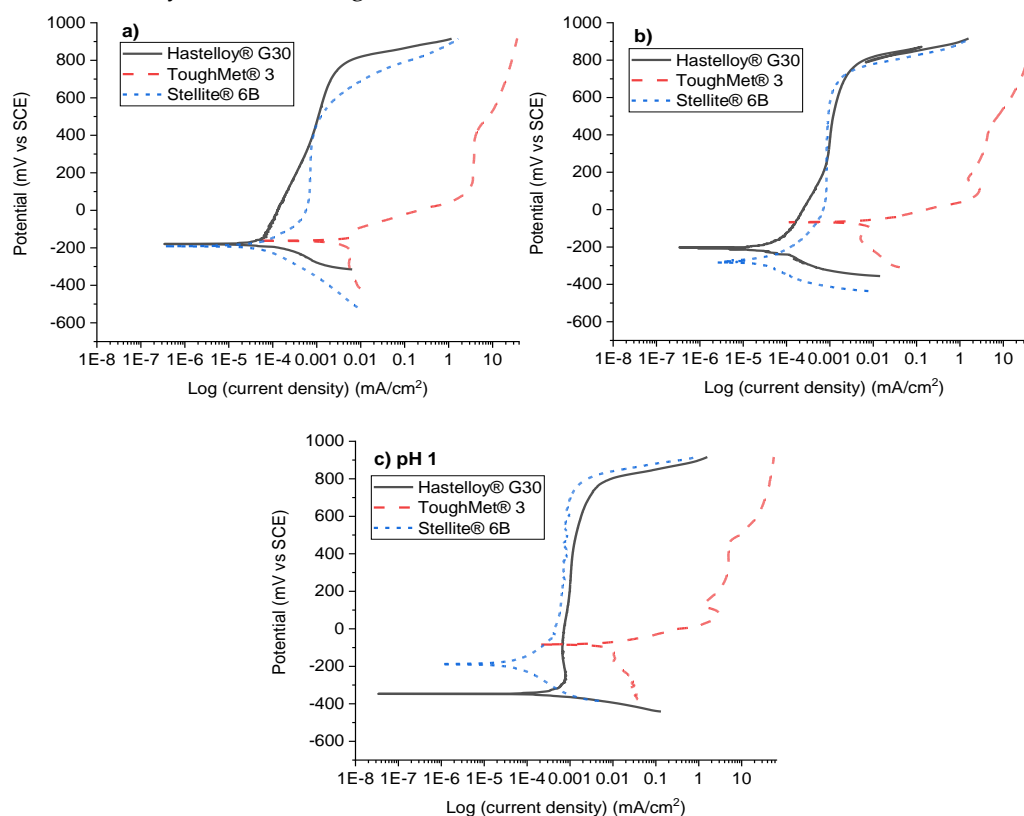 a)
Hastelloy® G30
ToughMet® 3
Stellite® 6B
1000
800
600
400
200
0
-200
-400
-600
Potential (mV vs SCE)
1E-8 1E-7 1E-6 1E-5 1E-4 0.001 0.01 0.1 1 10
Log (current density) (mA/cm²)
b)
Hastelloy® G30
ToughMet® 3
Stellite® 6B
1000
800
600
400
200
0
-200
-400
-600
Potential (mV vs SCE)
1E-8 1E-7 1E-6 1E-5 1E-4 0.001 0.01 0.1 1 10
Log (current density) (mA/cm²)
c) pH 1
Hastelloy® G30
ToughMet® 3
Stellite® 6B
1000
800
600
400
200
0
-200
-400
-600
Potential (mV vs SCE)
1E-8 1E-7 1E-6 1E-5 1E-4 0.001 0.01 0.1 1 10
Log (current density) (mA/cm²)